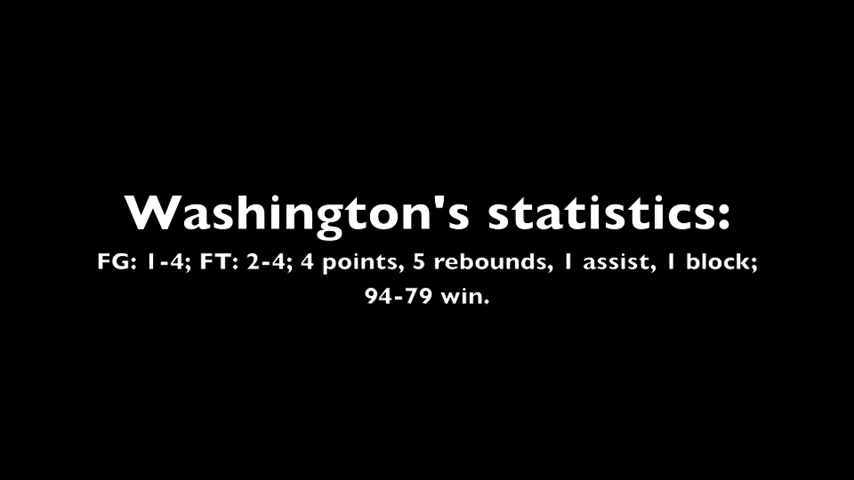 Washington's statistics:
FG: 1-4; FT: 2-4; 4 points, 5 rebounds, 1 assist, 1 block;
94-79 win.